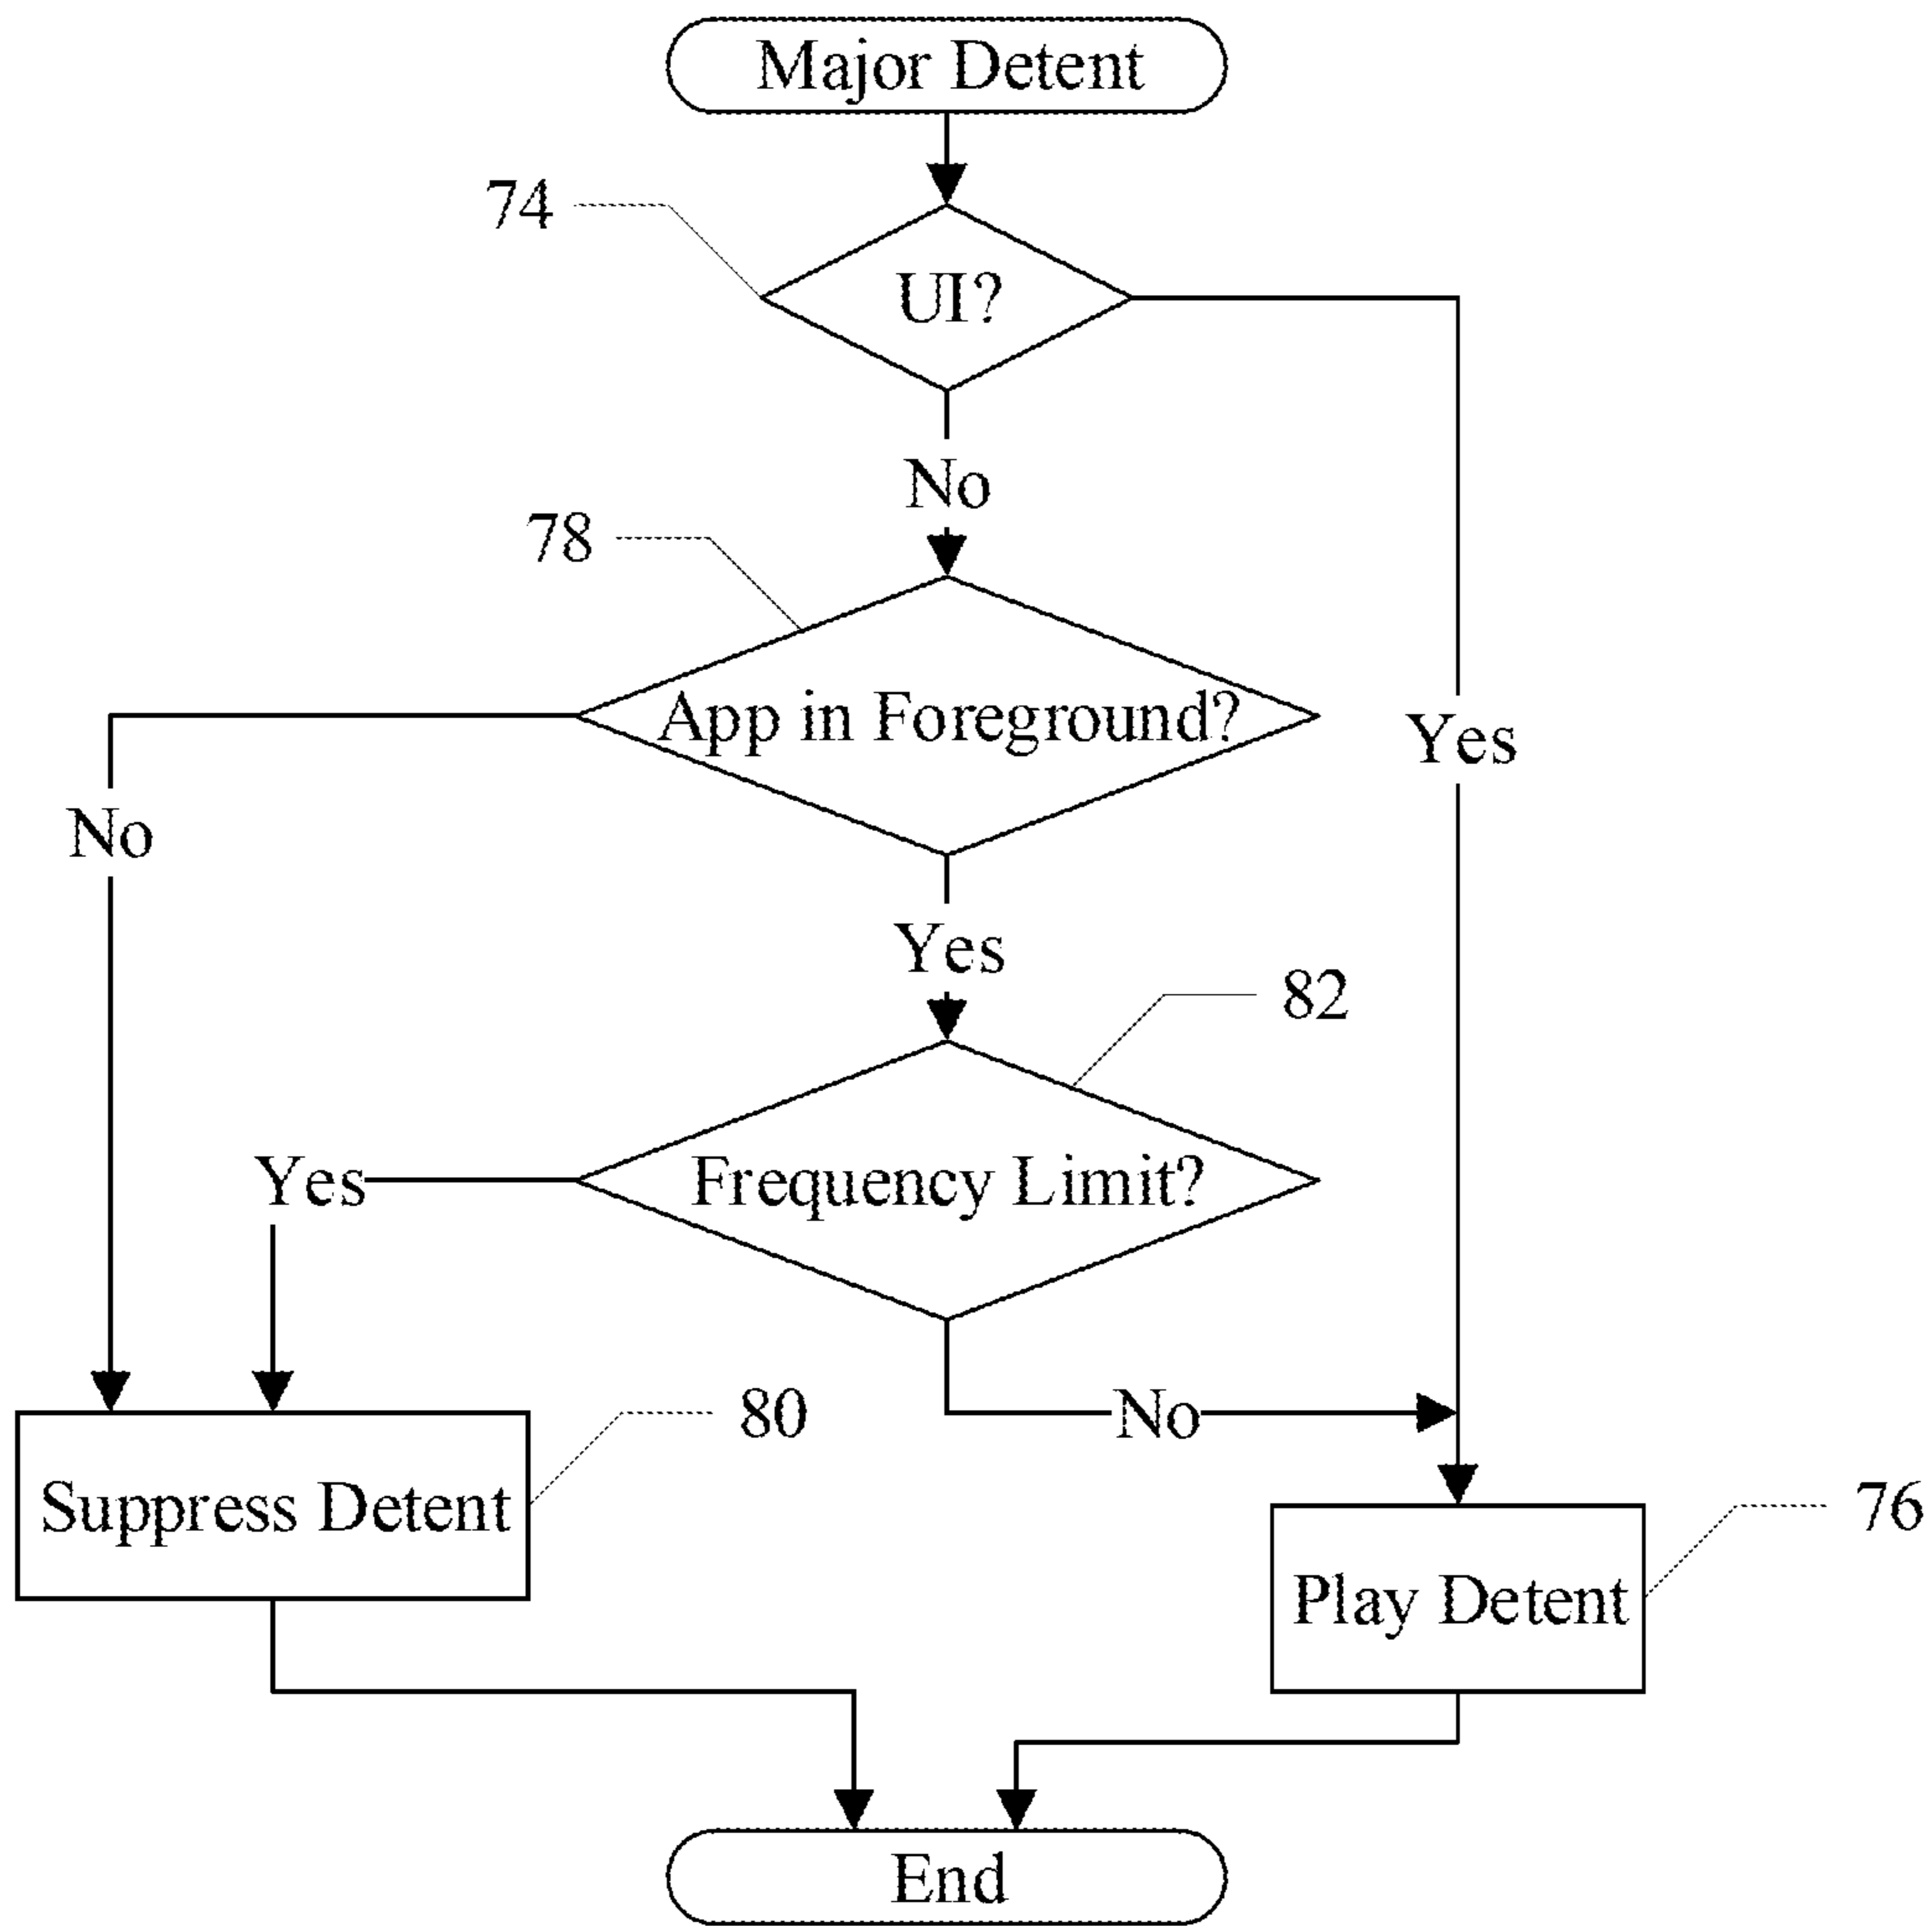 Major Detent
74
UI?
No
78
App in Foreground?
Yes
No
Yes
82
Frequency Limit?
Yes
No
80
Suppress Detent
76
Play Detent
End